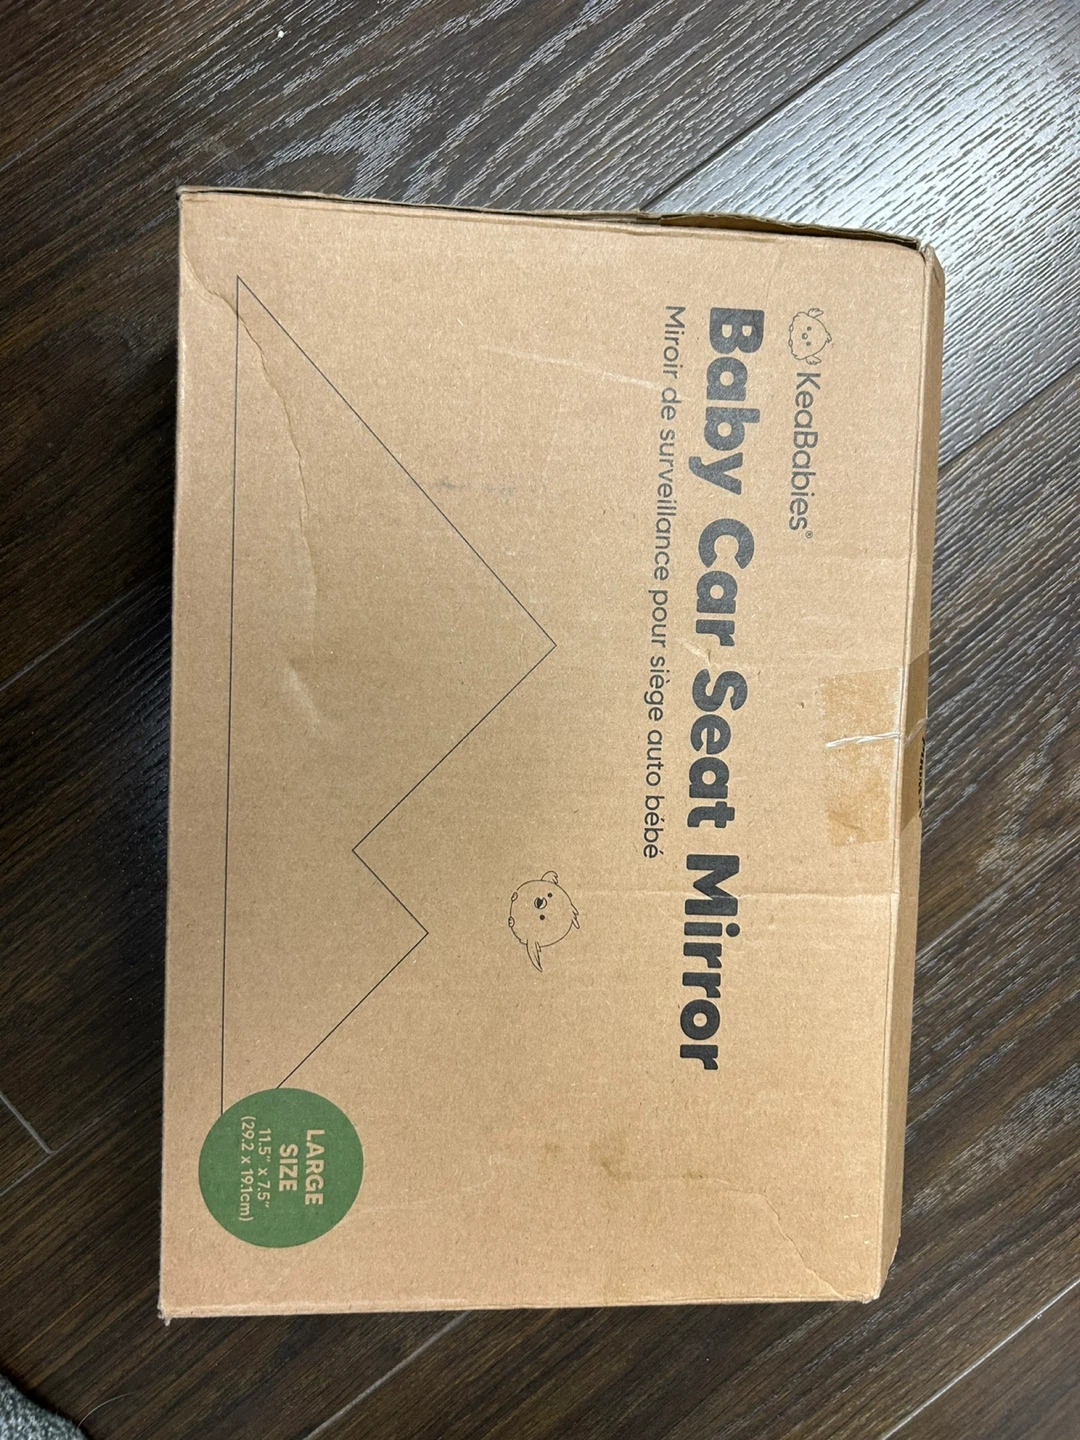 KeaBabies®
Baby Car Seat Mirror
Miroir de surveillance pour siège auto bébé
LARGE
SIZE
11.5" x 7.5"
(29.2 x 19.1cm)